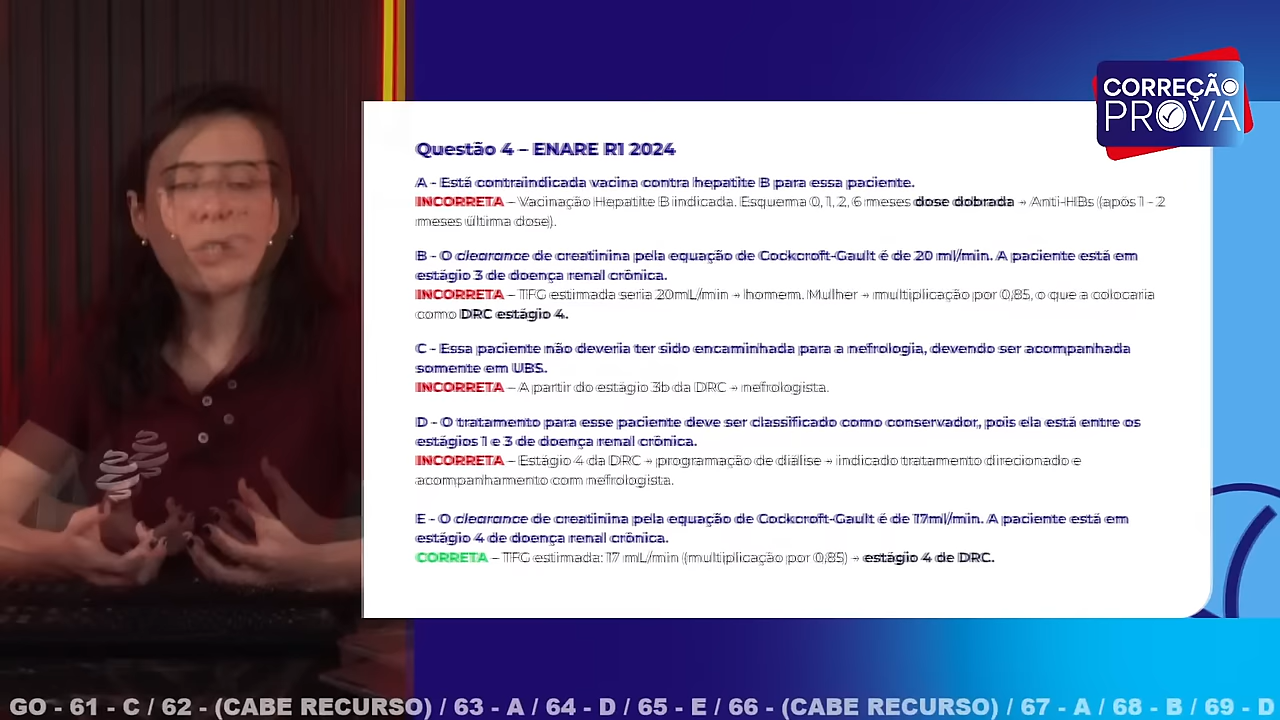 CORREÇÃO
PROVA
Questão 4 – ENARE R1 2024
A - Está contraindicada vacina contra hepatite B para essa paciente.
INCORRETA – Vacinação Hepatite B indicada. Esquema 0, 1, 2, 6 meses dose dobrada → Anti-HBs (após 1 - 2
meses última dose).
B - O clearance de creatinina pela equação de Cockcroft-Gault é de 20 ml/min. A paciente está em
estágio 3 de doença renal crônica.
INCORRETA – TFG estimada seria 20mL/min → homem. Mulher → multiplicação por 0,85, o que a colocaria
como DRC estágio 4.
C - Essa paciente não deveria ter sido encaminhada para a nefrologia, devendo ser acompanhada
somente em UBS.
INCORRETA – A partir do estágio 3b da DRC → nefrologista.
D - O tratamento para esse paciente deve ser classificado como conservador, pois ela está entre os
estágios 1 e 3 de doença renal crônica.
INCORRETA – Estágio 4 da DRC → programação de diálise → indicado tratamento direcionado e
acompanhamento com nefrologista.
E - O clearance de creatinina pela equação de Cockcroft-Gault é de 17ml/min. A paciente está em
estágio 4 de doença renal crônica.
CORRETA – TFG estimada: 17 mL/min (multiplicação por 0,85) → estágio 4 de DRC.
GO - 61 - C / 62 - (CABE RECURSO) / 63 - A / 64 - D / 65 - E / 66 - (CABE RECURSO) / 67 - A / 68 - B / 69 - D